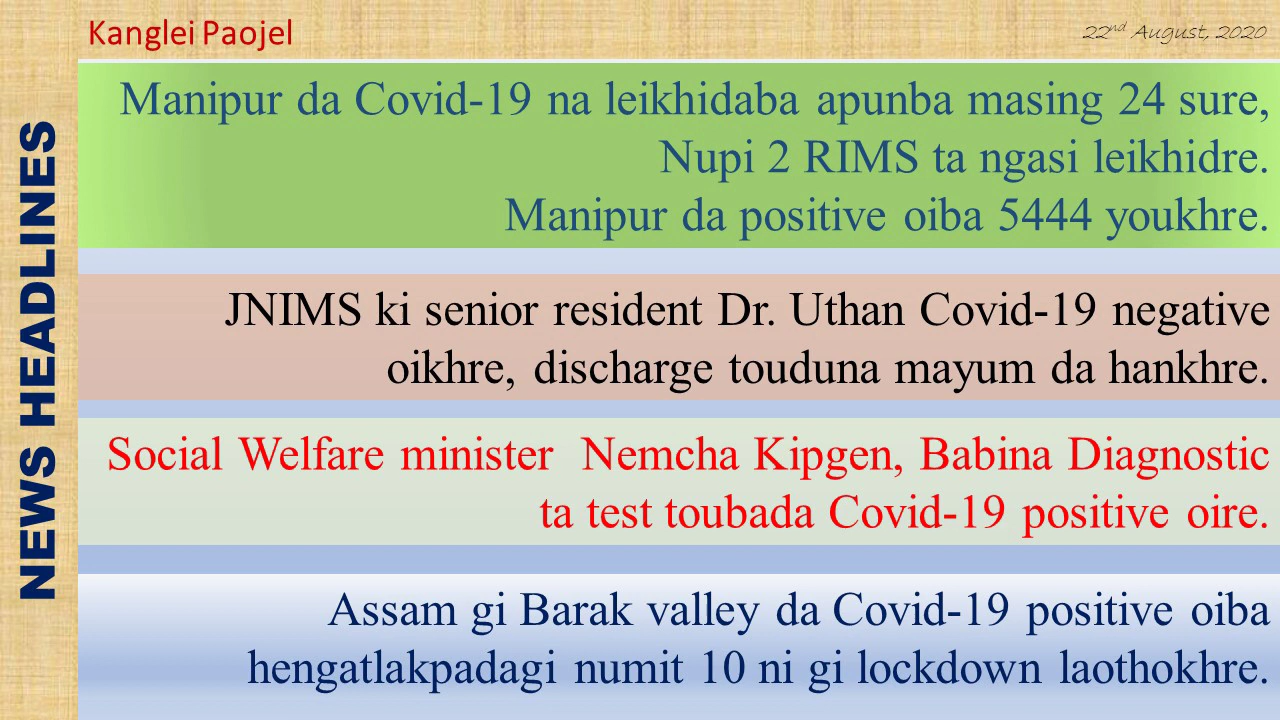 Kanglei Paojel
22nd August, 2020
NEWS HEADLINES
Manipur da Covid-19 na leikhidaba apunba masing 24 sure,
Nupi 2 RIMS ta ngasi leikhidre.
Manipur da positive oiba 5444 youkhre.
JNIMS ki senior resident Dr. Uthan Covid-19 negative
oikhre, discharge touduna mayum da hankhre.
Social Welfare minister Nemcha Kipgen, Babina Diagnostic
ta test toubada Covid-19 positive oire.
Assam gi Barak valley da Covid-19 positive oiba
hengatlakpadagi numit 10 ni gi lockdown laothokhre.